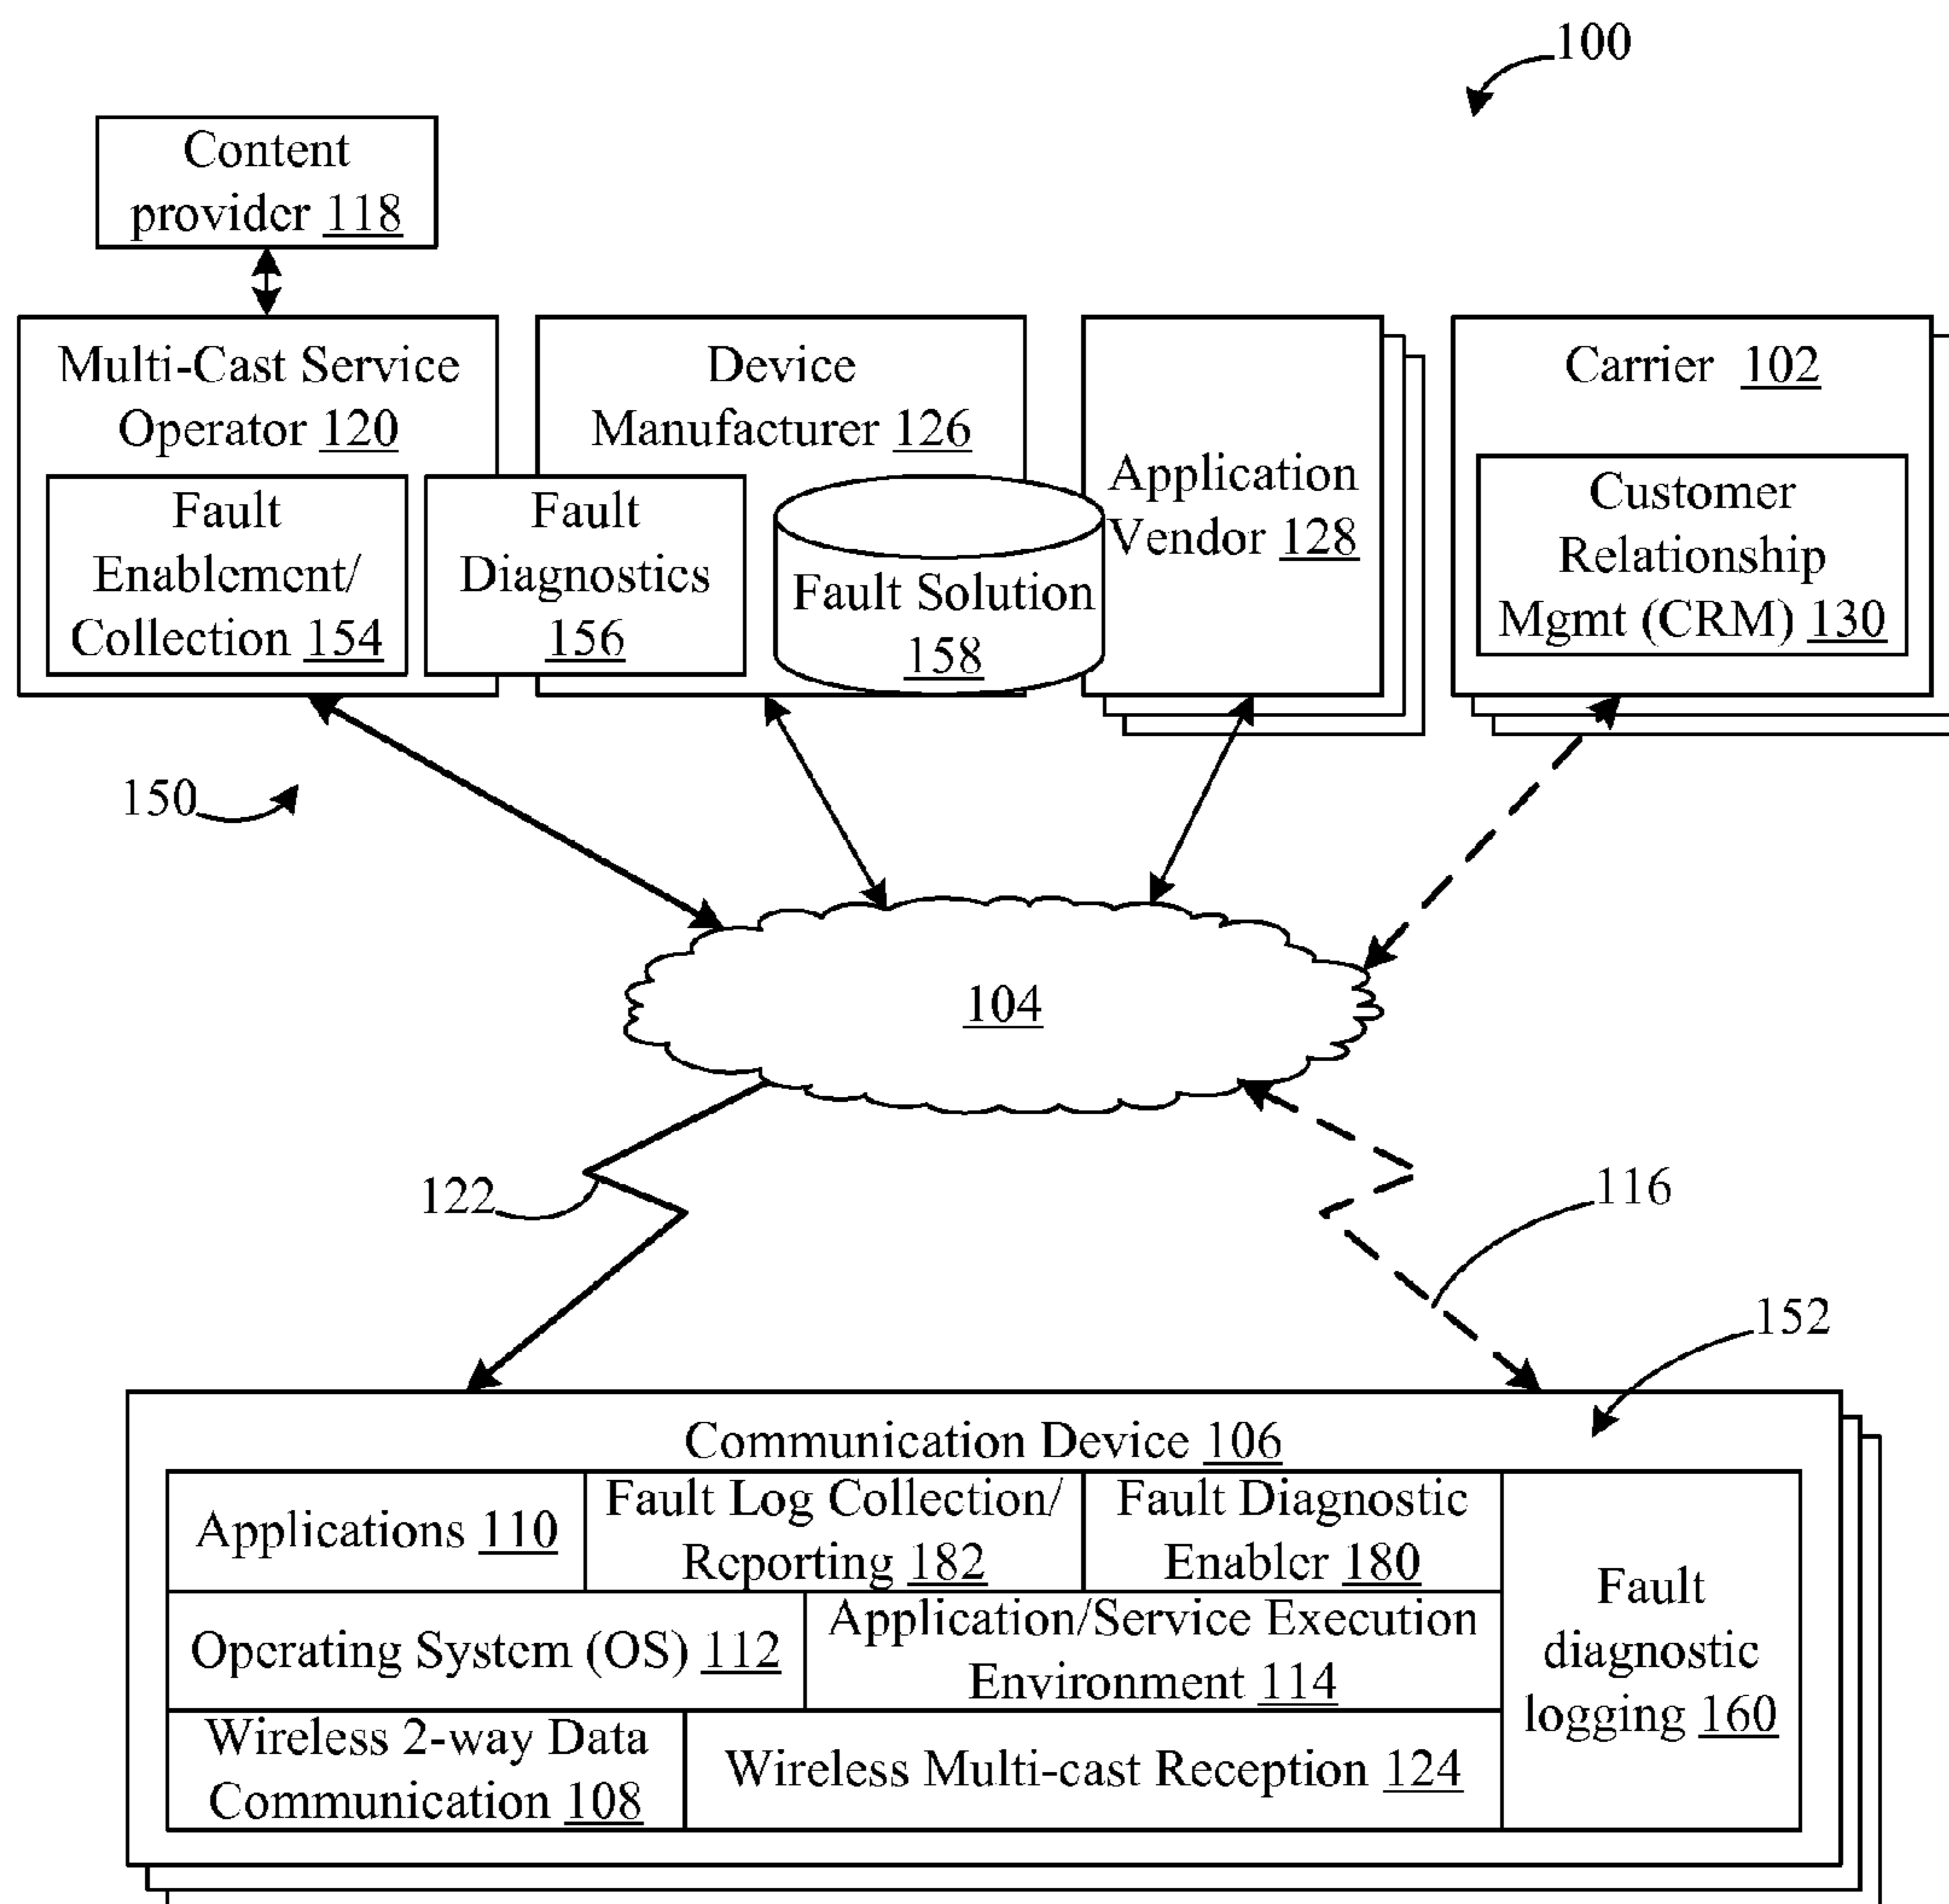 100
Content
provider 118
Multi-Cast Service
Operator 120
Fault
Enablement/
Collection 154
Device
Manufacturer 126
Fault
Diagnostics
156
Fault Solution
158
Application
Vendor 128
Carrier 102
Customer
Relationship
Mgmt (CRM) 130
150
104
122
116
152
Communication Device 106
Applications 110
Fault Log Collection/
Reporting 182
Fault Diagnostic
Enabler 180
Operating System (OS) 112
Application/Service Execution
Environment 114
Wireless 2-way Data
Communication 108
Wireless Multi-cast Reception 124
Fault
diagnostic
logging 160